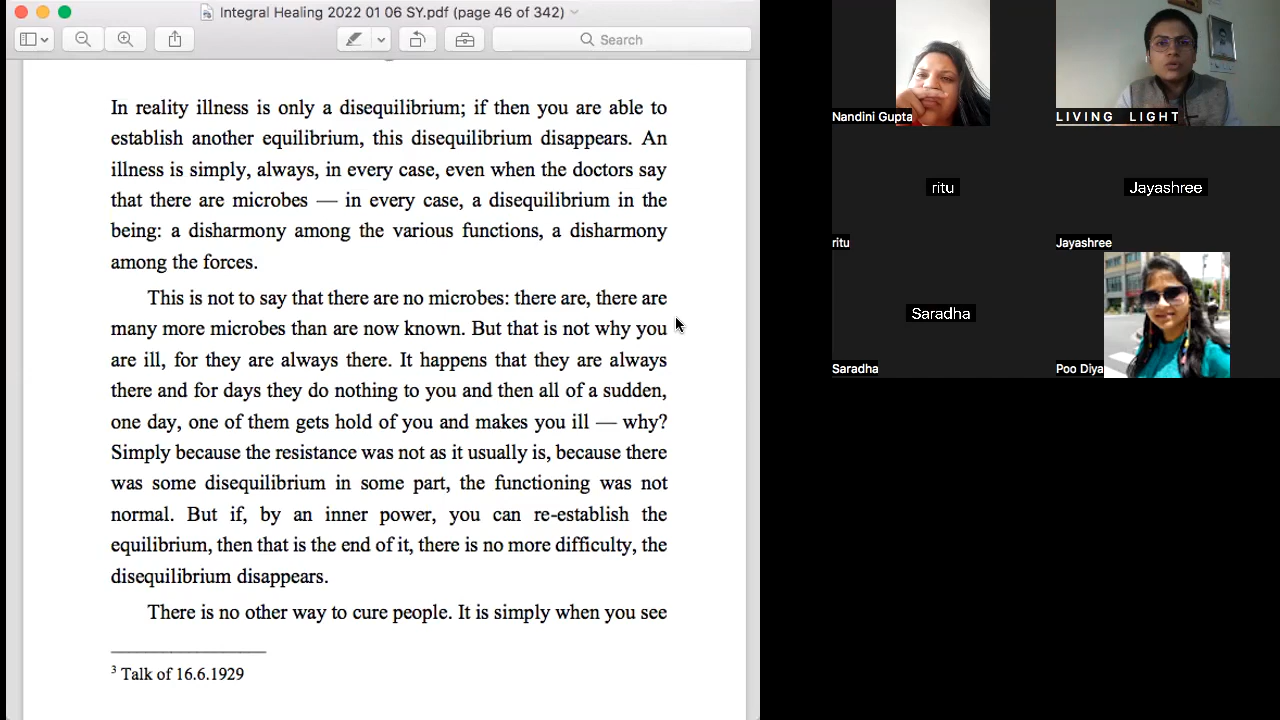 Integral Healing 2022 01 06 SY.pdf (page 46 of 342)
Search
In reality illness is only a disequilibrium; if then you are able to
establish another equilibrium, this disequilibrium disappears. An
illness is simply, always, in every case, even when the doctors say
that there are microbes — in every case, a disequilibrium in the
being: a disharmony among the various functions, a disharmony
among the forces.
This is not to say that there are no microbes: there are, there are
many more microbes than are now known. But that is not why you
are ill, for they are always there. It happens that they are always
there and for days they do nothing to you and then all of a sudden,
one day, one of them gets hold of you and makes you ill — why?
Simply because the resistance was not as it usually is, because there
was some disequilibrium in some part, the functioning was not
normal. But if, by an inner power, you can re-establish the
equilibrium, then that is the end of it, there is no more difficulty, the
disequilibrium disappears.
There is no other way to cure people. It is simply when you see
3 Talk of 16.6.1929
Nandini Gupta
LIVING LIGHT
ritu
ritu
Jayashree
Jayashree
Saradha
Saradha
Poo Diya